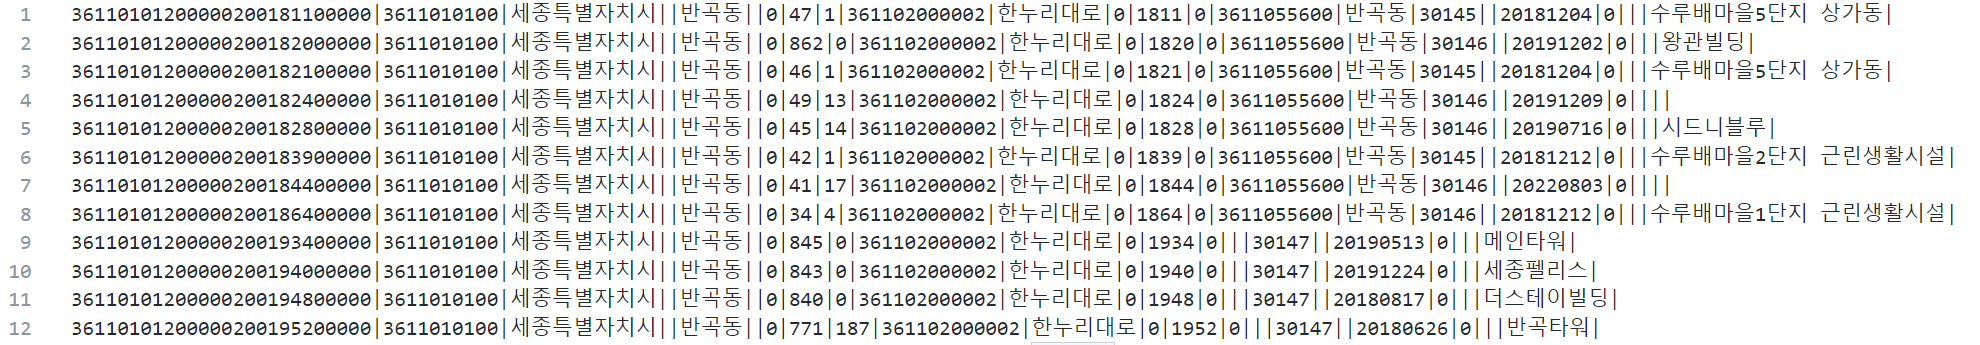 1 36110101200000200181100000|3611010100|세종특별자치시|||반곡동||0|47|1|361102000002|한누리대로|0|1811|0|3611055600|반곡동|30145||20181204|0||||수루배마을5단지 상가동|
2 36110101200000200182000000|3611010100|세종특별자치시|||반곡동||0|862|0|361102000002|한누리대로|0|1820|0|3611055600|반곡동|30146||20191202|0||||왕관빌딩|
3 36110101200000200182100000|3611010100|세종특별자치시|||반곡동||0|46|1|361102000002|한누리대로|0|1821|0|3611055600|반곡동|30145||20181204|0||||수루배마을5단지 상가동|
4 36110101200000200182400000|3611010100|세종특별자치시|||반곡동||0|49|13|361102000002|한누리대로|0|1824|0|3611055600|반곡동|30146||20191209|0|||||
5 36110101200000200182800000|3611010100|세종특별자치시|||반곡동||0|45|14|361102000002|한누리대로|0|1828|0|3611055600|반곡동|30146||20190716|0||||시드니블루|
6 36110101200000200183900000|3611010100|세종특별자치시|||반곡동||0|42|1|361102000002|한누리대로|0|1839|0|3611055600|반곡동|30145||20181212|0||||수루배마을2단지 근린생활시설|
7 36110101200000200184400000|3611010100|세종특별자치시|||반곡동||0|41|17|361102000002|한누리대로|0|1844|0|3611055600|반곡동|30146||20220803|0|||||
8 36110101200000200186400000|3611010100|세종특별자치시|||반곡동||0|34|4|361102000002|한누리대로|0|1864|0|3611055600|반곡동|30146||20181212|0||||수루배마을1단지 근린생활시설|
9 36110101200000200193400000|3611010100|세종특별자치시|||반곡동||0|845|0|361102000002|한누리대로|0|1934|0|||30147||20190513|0||||메인타워|
10 36110101200000200194000000|3611010100|세종특별자치시|||반곡동||0|843|0|361102000002|한누리대로|0|1940|0|||30147||20191224|0||||세종펠리스|
11 36110101200000200194800000|3611010100|세종특별자치시|||반곡동||0|840|0|361102000002|한누리대로|0|1948|0|||30147||20180817|0||||더스테이빌딩|
12 36110101200000200195200000|3611010100|세종특별자치시|||반곡동||0|771|187|361102000002|한누리대로|0|1952|0|||30147||20180626|0||||반곡타워|